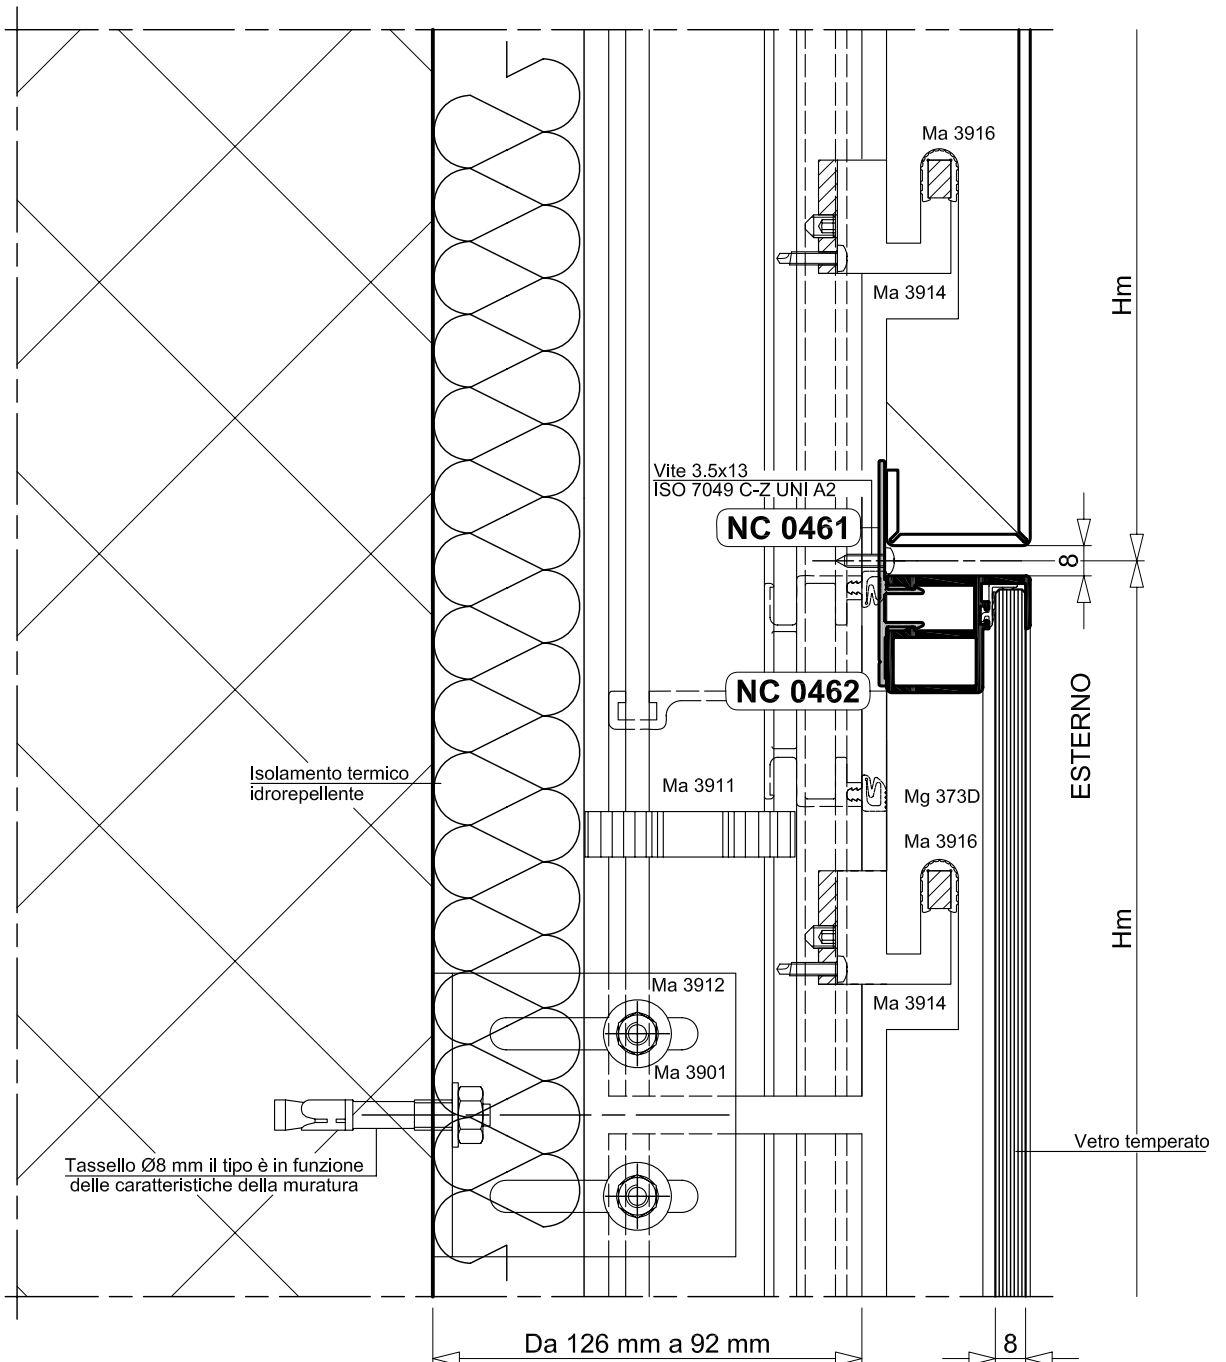 Ma 3916
Hm
Ma 3914
Vite 3.5x13
ISO 7049 C-Z UNI A2
NC 0461
8
NC 0462
ESTERNO
Isolamento termico
idrorepellente
Ma 3911
Mg 373D
Ma 3916
Hm
Ma 3912
Ma 3914
Ma 3901
Vetro temperato
Tassello Ø8 mm il tipo è in funzione
delle caratteristiche della muratura
Da 126 mm a 92 mm
8